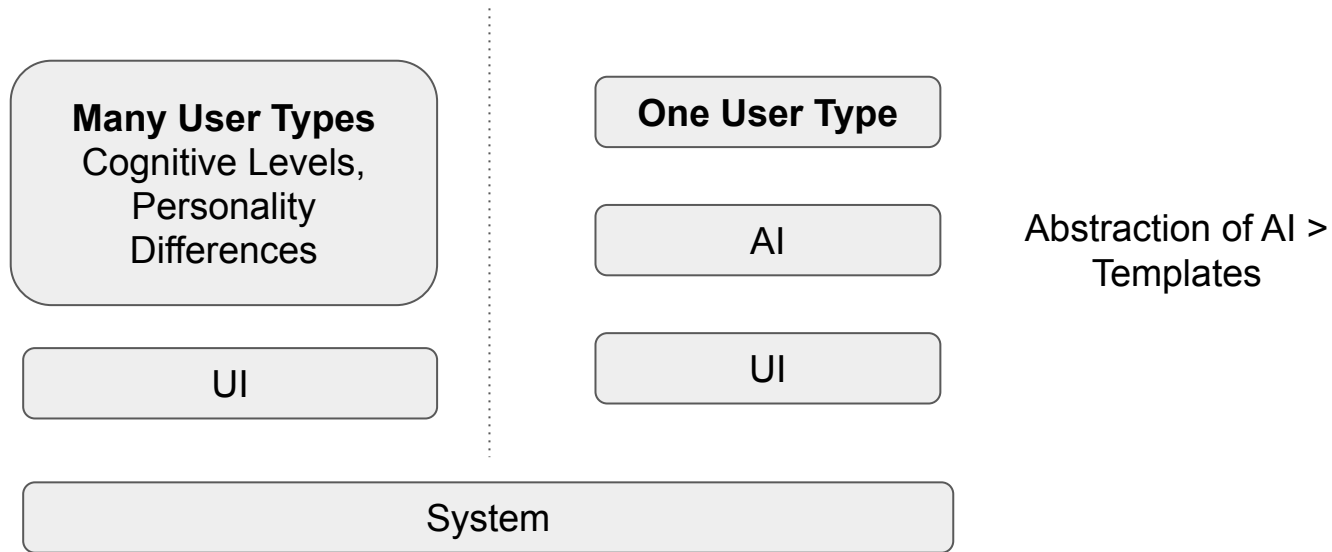 Many User Types
Cognitive Levels,
Personality
Differences
UI
One User Type
AI
UI
Abstraction of AI >
Templates
System